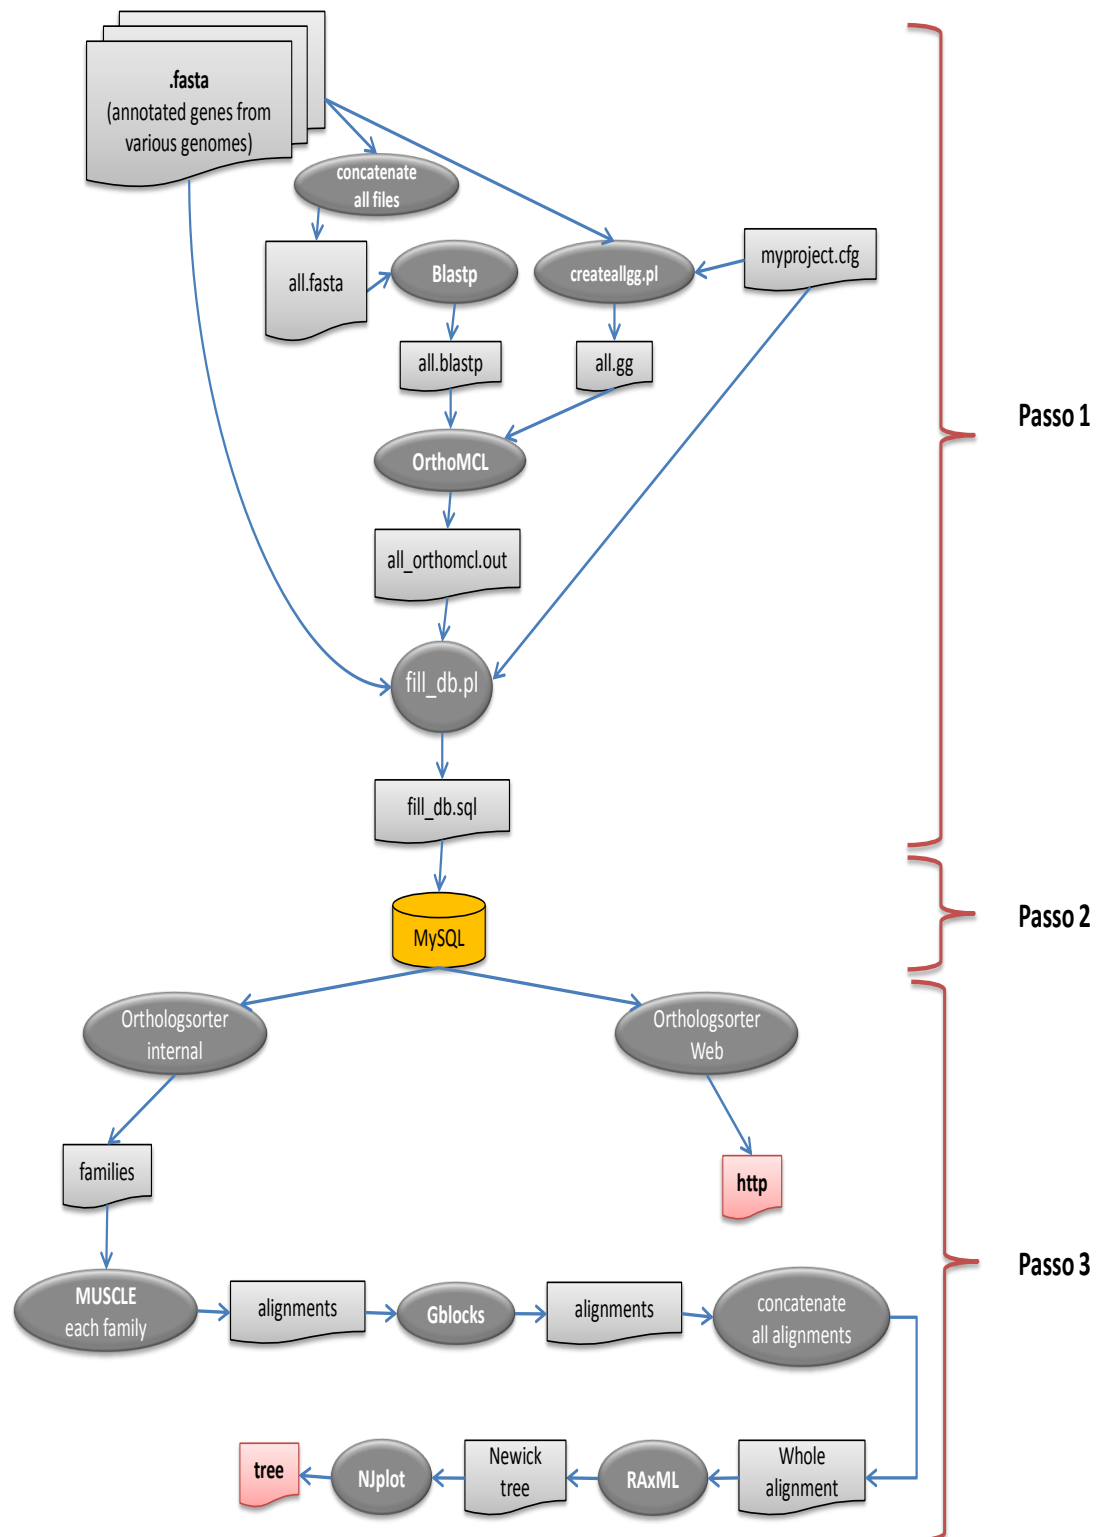 .fasta
(annotated genes from
various genomes)
concatenate
all files
all.fasta
Blastp
createallgg.pl
myproject.cfg
all.blastp
all.gg
Passo 1
OrthoMCL
all_orthomcl.out
fill_db.pl
fill_db.sql
MySQL
Passo 2
Orthologsorter
internal
Orthologsorter
Web
families
http
Passo 3
MUSCLE
each family
alignments
Gblocks
alignments
concatenate
all alignments
tree
NJplot
Newick
tree
RAxML
Whole
alignment